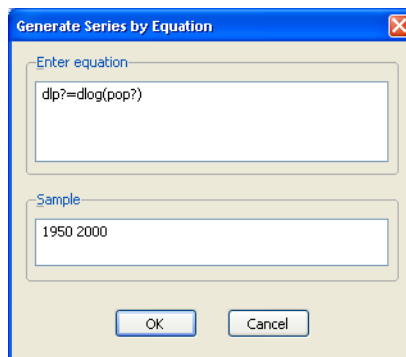 Generate Series by Equation
Enter equation
dlp?=dlog(pop?)
Sample
1950 2000
OK
Cancel